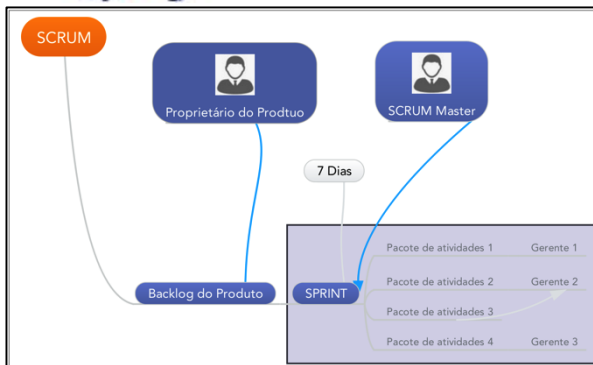 SCRUM
Proprietário do Prodtuo
SCRUM Master
7 Dias
Backlog do Produto
SPRINT
Pacote de atividades 1 Gerente 1
Pacote de atividades 2 Gerente 2
Pacote de atividades 3
Pacote de atividades 4 Gerente 3